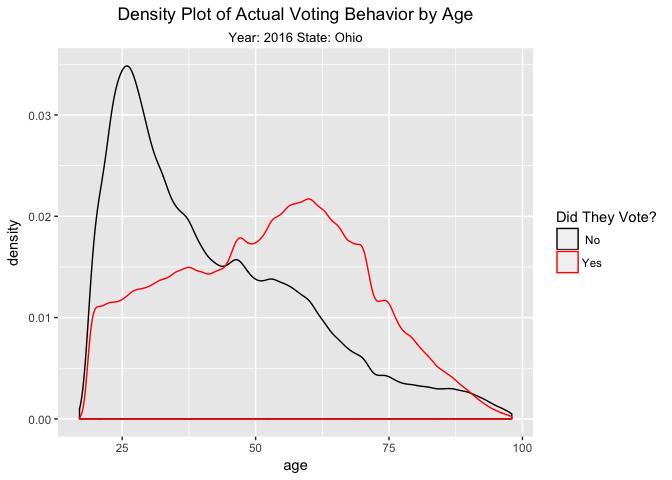 Density Plot of Actual Voting Behavior by Age
Year: 2016 State: Ohio
density
0.03
0.02
0.01
0.00
25
50
75
100
age
Did They Vote?
No
Yes